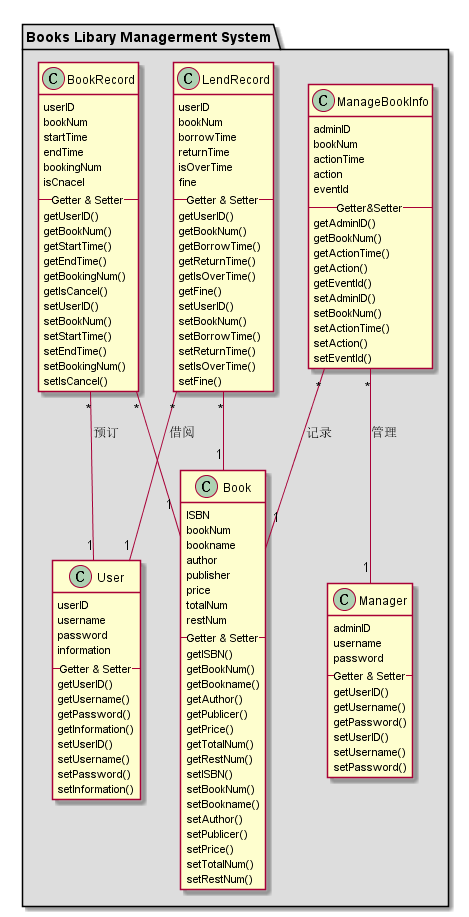 Books Libary Managerment System
C BookRecord
userID
bookNum
startTime
endTime
bookingNum
isCnacel
Getter & Setter
getUserID()
getBookNum()
getStartTime()
getEndTime()
getBookingNum()
getIsCancel()
setUserID()
setBookNum()
setStartTime()
setEndTime()
setBookingNum()
setIsCancel()
C LendRecord
userID
bookNum
borrowTime
returnTime
isOverTime
fine
Getter & Setter
getUserID()
getBookNum()
getBorrowTime()
getReturnTime()
getIsOverTime()
getFine()
setUserID()
setBookNum()
setBorrowTime()
setReturnTime()
setIsOverTime()
setFine()
C ManageBookInfo
adminID
bookNum
actionTime
action
eventId
Getter&Setter
getAdminID()
getBookNum()
getActionTime()
getAction()
getEventId()
setAdminID()
setBookNum()
setActionTime()
setAction()
setEventId()
* * * * * *
预订 借阅 记录 管理
1 1 1 1 1 1
C User
userID
username
password
information
Getter & Setter
getUserID()
getUsername()
getPassword()
getInformation()
setUserID()
setUsername()
setPassword()
setInformation()
C Book
ISBN
bookNum
bookname
author
publisher
price
totalNum
restNum
Getter & Setter
getISBN()
getBookNum()
getBookname()
getAuthor()
getPublicer()
getPrice()
getTotalNum()
getRestNum()
setISBN()
setBookNum()
setBookname()
setAuthor()
setPublicer()
setPrice()
setTotalNum()
setRestNum()
C Manager
adminID
username
password
Getter & Setter
getUserID()
getUsername()
getPassword()
setUserID()
setUsername()
setPassword()